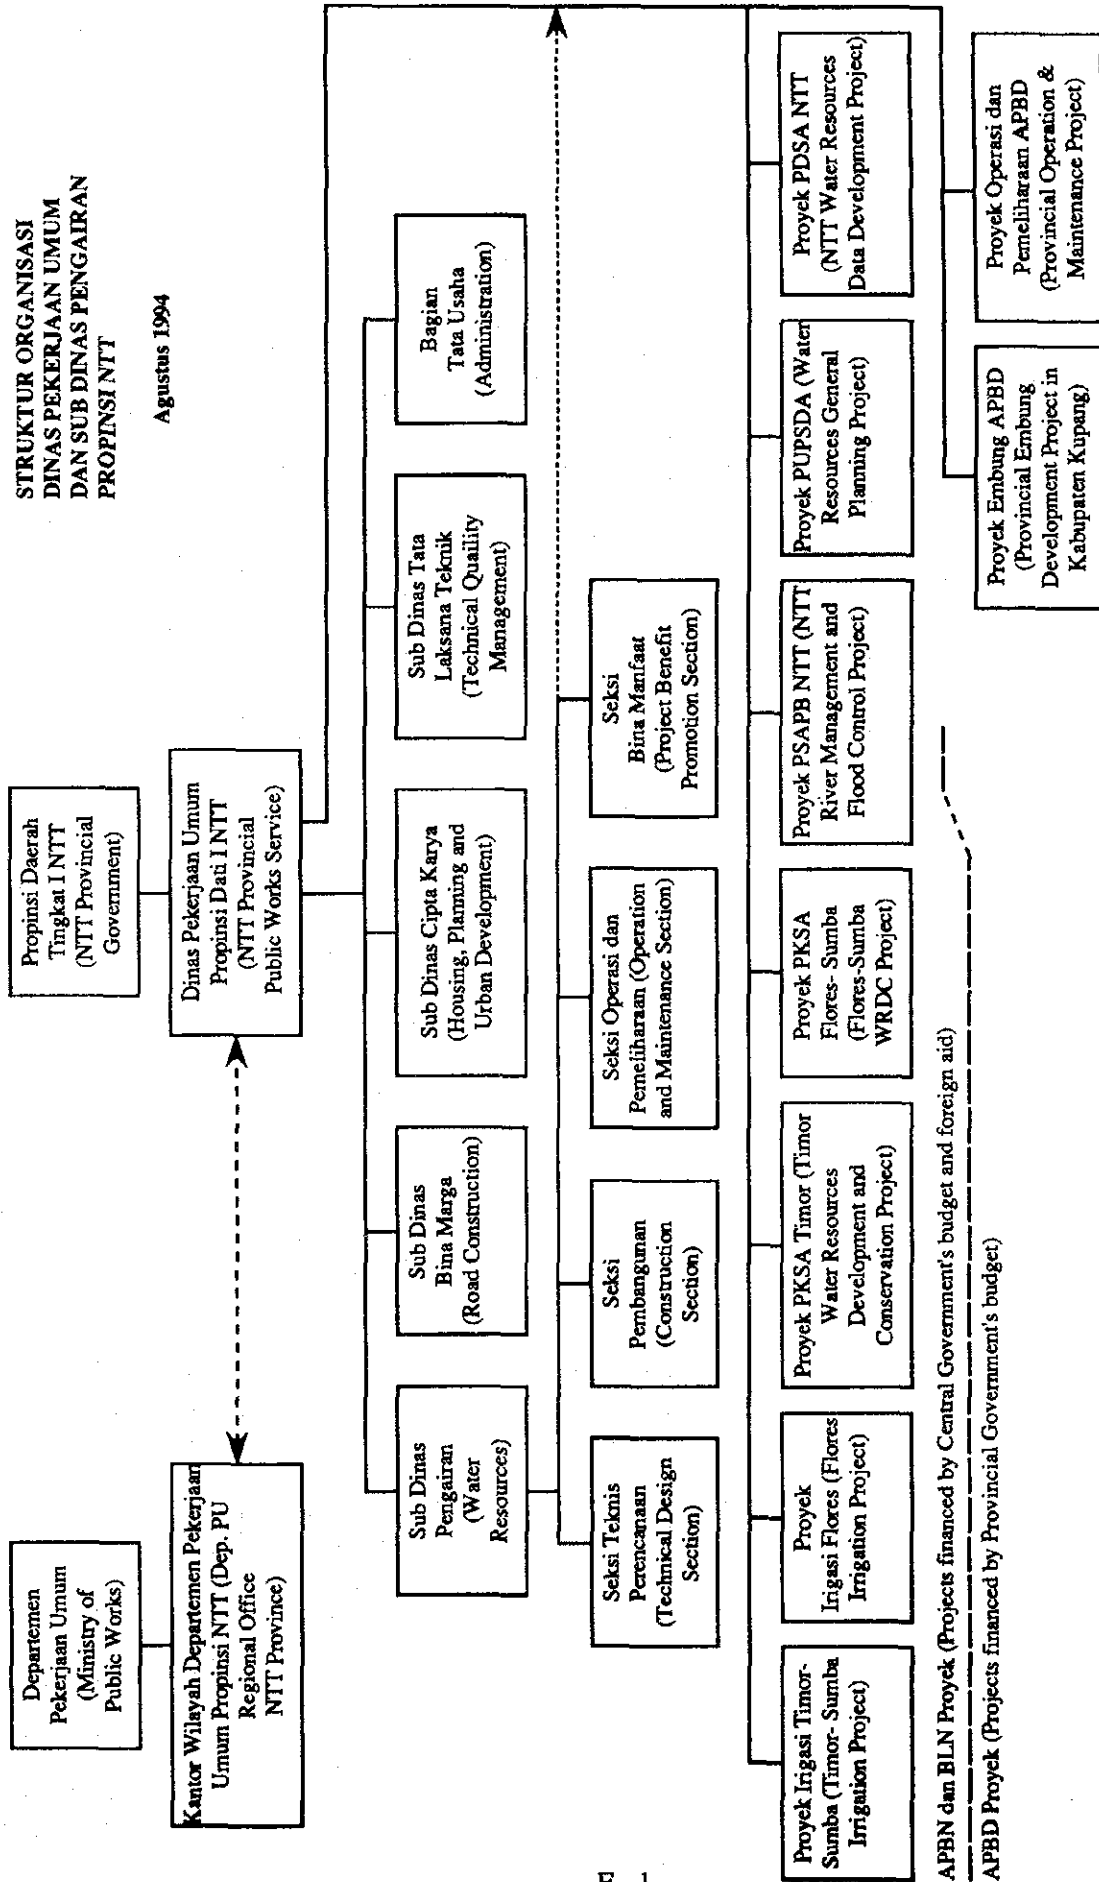 STRUKTUR ORGANISASI
DINAS PEKERJAAN UMUM
DAN SUB DINAS PENGAIRAN
PROPINSI NTT
Agustus 1994
Departemen
Pekerjaan Umum
(Ministry of
Public Works)
Propinsi Daerah
Tingkat I NTT
(NTT Provincial
Government)
Kantor Wilayah Departemen Pekerjaan
Umum Propinsi NTT (Dep. PU
Regional Office
NTT Province)
Dinas Pekerjaan Umum
Propinsi Dati I NTT
(NTT Provincial
Public Works Service)
Sub Dinas
Pengairan
(Water
Resources)
Sub Dinas
Bina Marga
(Road Construction)
Sub Dinas Cipta Karya
(Housing, Planning and
Urban Development)
Sub Dinas Tata
Laksana Teknik
(Technical Quaility
Management)
Bagian
Tata Usaha
(Administration)
Seksi Teknis
Perencanaan
(Technical Design
Section)
Seksi
Pembangunan
(Construction
Section)
Seksi Operasi dan
Pemeliharaan (Operation
and Maintenance Section)
Seksi
Bina Manfaat
(Project Benefit
Promotion Section)
Proyek Irigasi Timor-
Sumba (Timor- Sumba
Irrigation Project)
Proyek
Irigasi Flores (Flores
Irrigation Project)
Proyek PKSA Timor (Timor
Water Resources
Development and
Conservation Project)
Proyek PKSA
Flores- Sumba
(Flores-Sumba
WRDC Project)
Proyek PSAPB NTT (NTT
River Management and
Flood Control Project)
Proyek PUPSDA (Water
Resources General
Planning Project)
Proyek PDSA NTT
(NTT Water Resources
Data Development Project)
APBN dan BLN Proyek (Projects financed by Central Government's budget and foreign aid)
APBD Proyek (Projects financed by Provincial Government's budget)
Proyek Embung APBD
(Provincial Embung
Development Project in
Kabupaten Kupang)
Proyek Operasi dan
Pemeliharaan APBD
(Provincial Operation &
Maintenance Project)